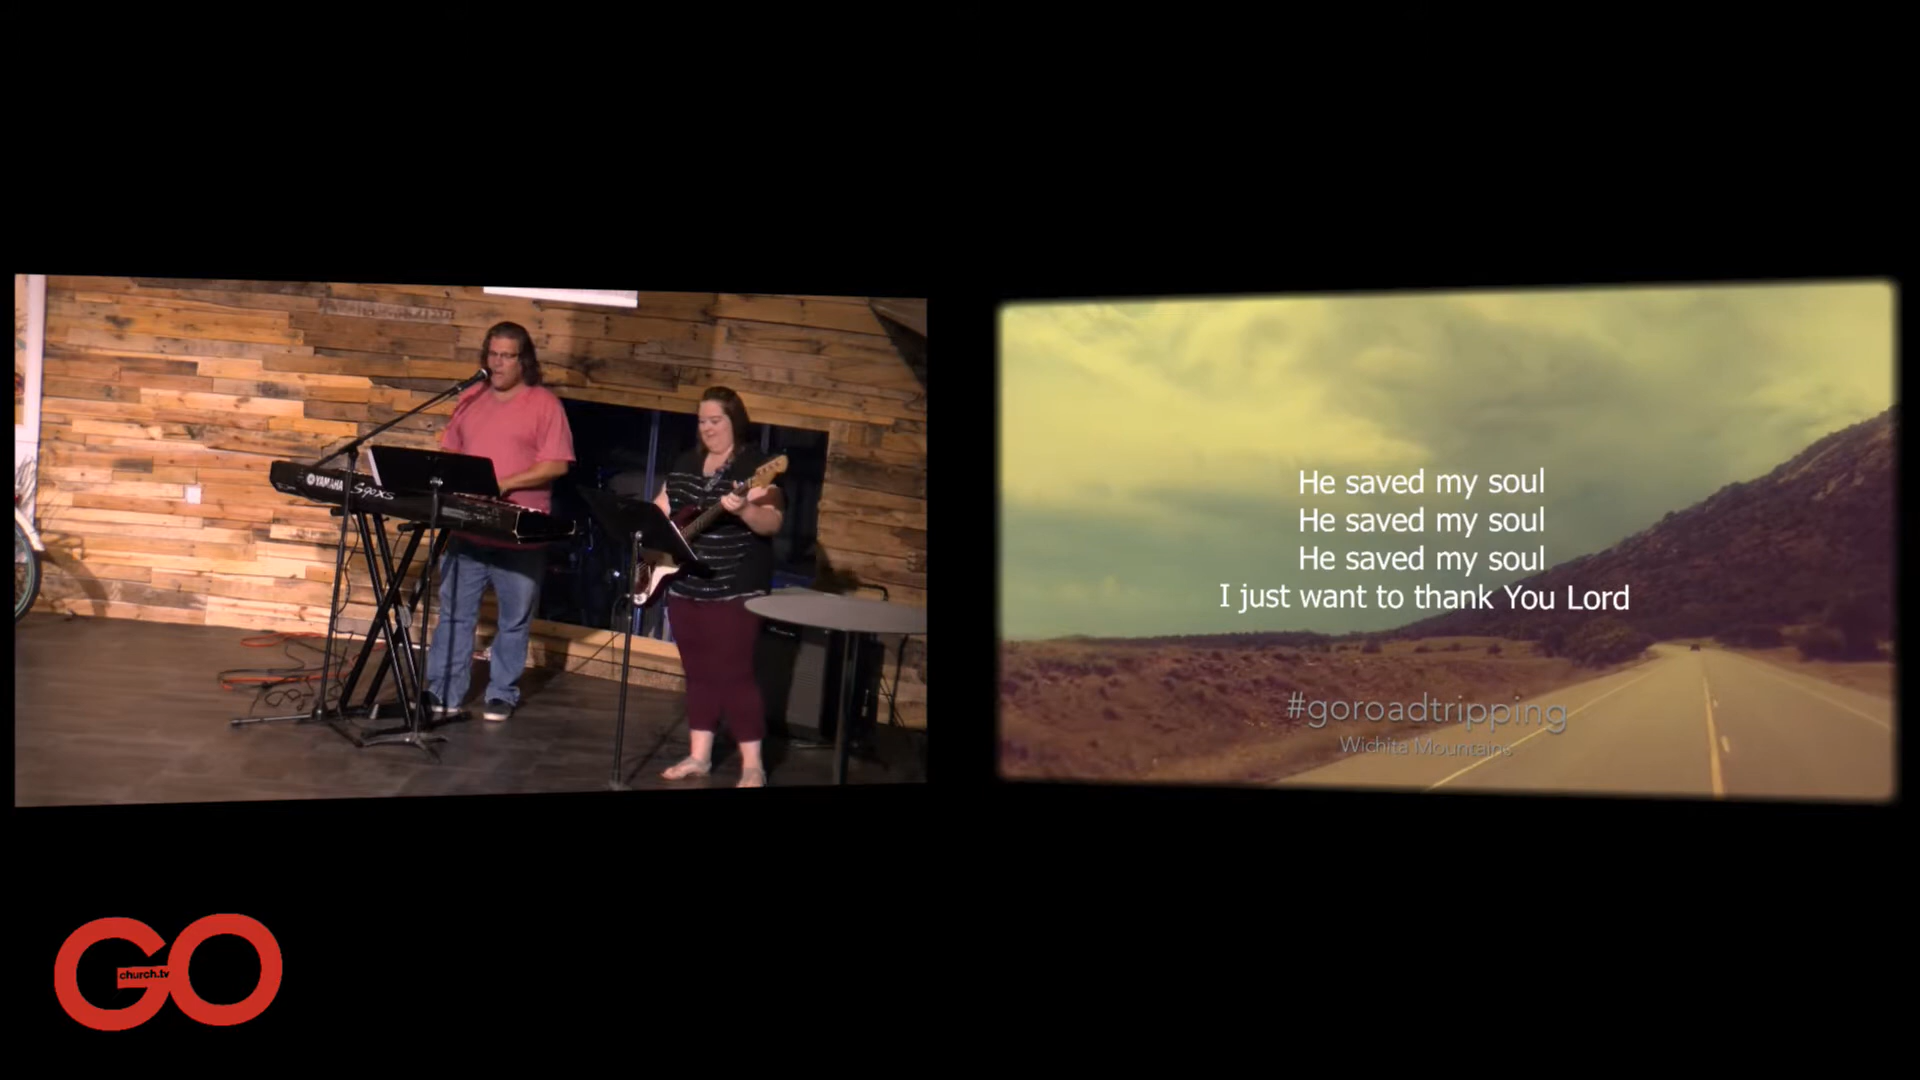 YAMAHA S90XS
He saved my soul
He saved my soul
He saved my soul
I just want to thank You Lord
#goroadtripping
Wichita Mountains
GO
church.tv